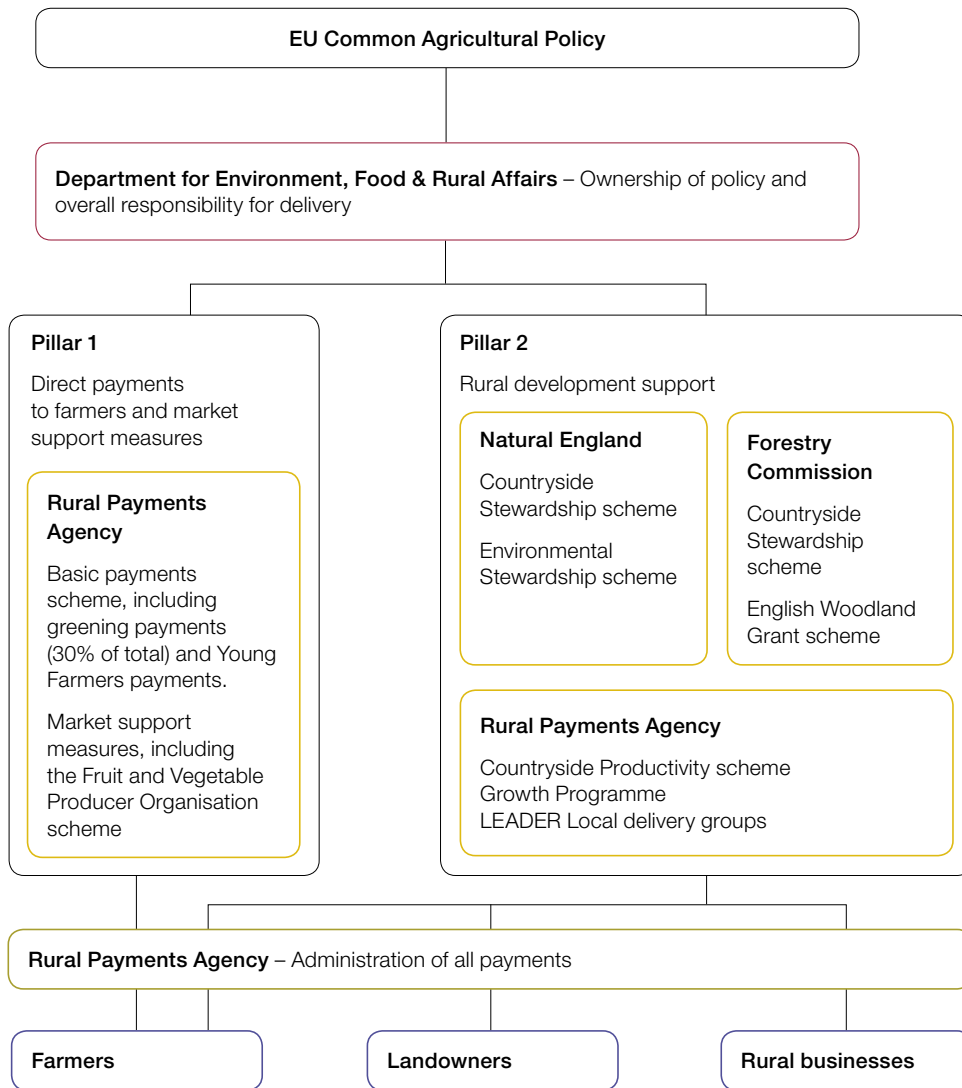 EU Common Agricultural Policy
Department for Environment, Food & Rural Affairs – Ownership of policy and
overall responsibility for delivery
Pillar 1
Direct payments
to farmers and market
support measures
Rural Payments
Agency
Basic payments
scheme, including
greening payments
(30% of total) and Young
Farmers payments.
Market support
measures, including
the Fruit and Vegetable
Producer Organisation
scheme
Pillar 2
Rural development support
Natural England
Countryside
Stewardship scheme
Environmental
Stewardship scheme
Forestry
Commission
Countryside
Stewardship
scheme
English Woodland
Grant scheme
Rural Payments Agency
Countryside Productivity scheme
Growth Programme
LEADER Local delivery groups
Rural Payments Agency – Administration of all payments
Farmers
Landowners
Rural businesses